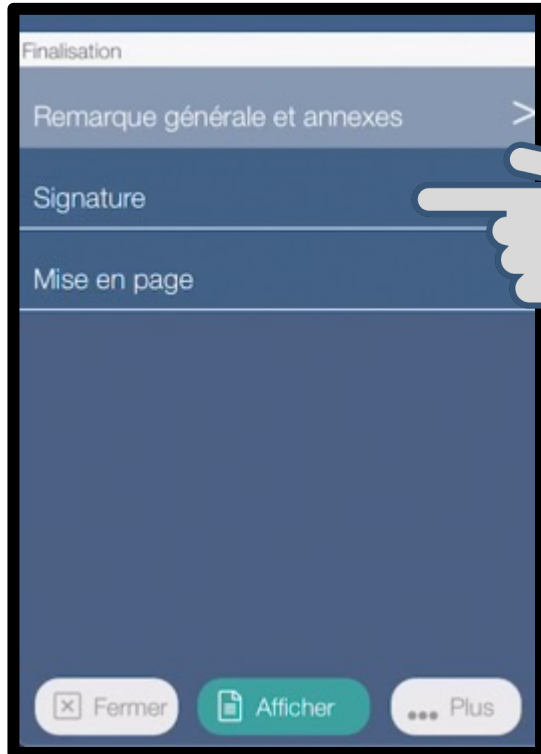 Finalisation
Remarque générale et annexes >
Signature
Mise en page
Fermer
Afficher
Plus